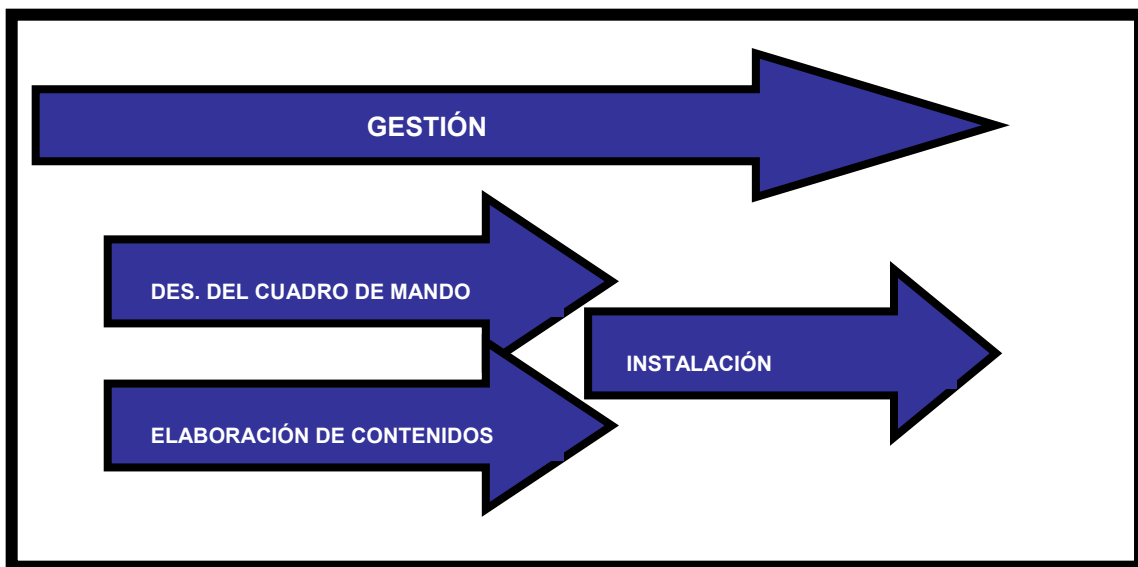 GESTIÓN
DES. DEL CUADRO DE MANDO
INSTALACIÓN
ELABORACIÓN DE CONTENIDOS